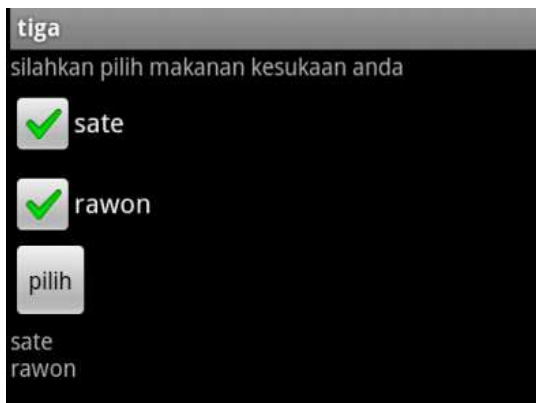 tiga
silahkan pilih makanan kesukaan anda
sate
rawon
pilih
sate
rawon